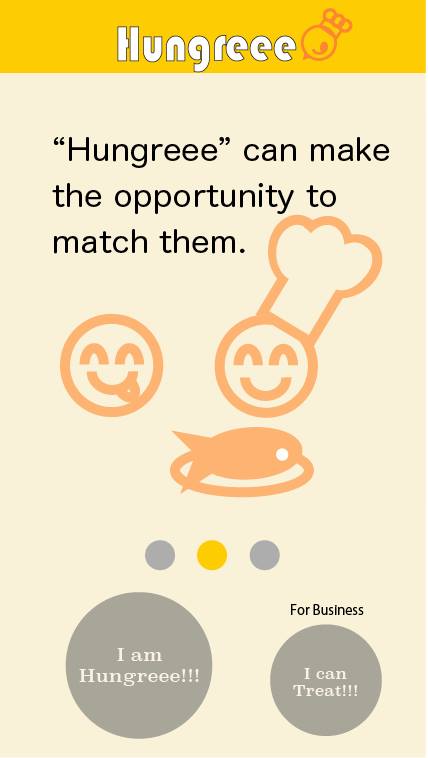 Hungreee
“Hungreee” can make
the opportunity to
match them.
For Business
I am
Hungreee!!!
I can
Treat!!!